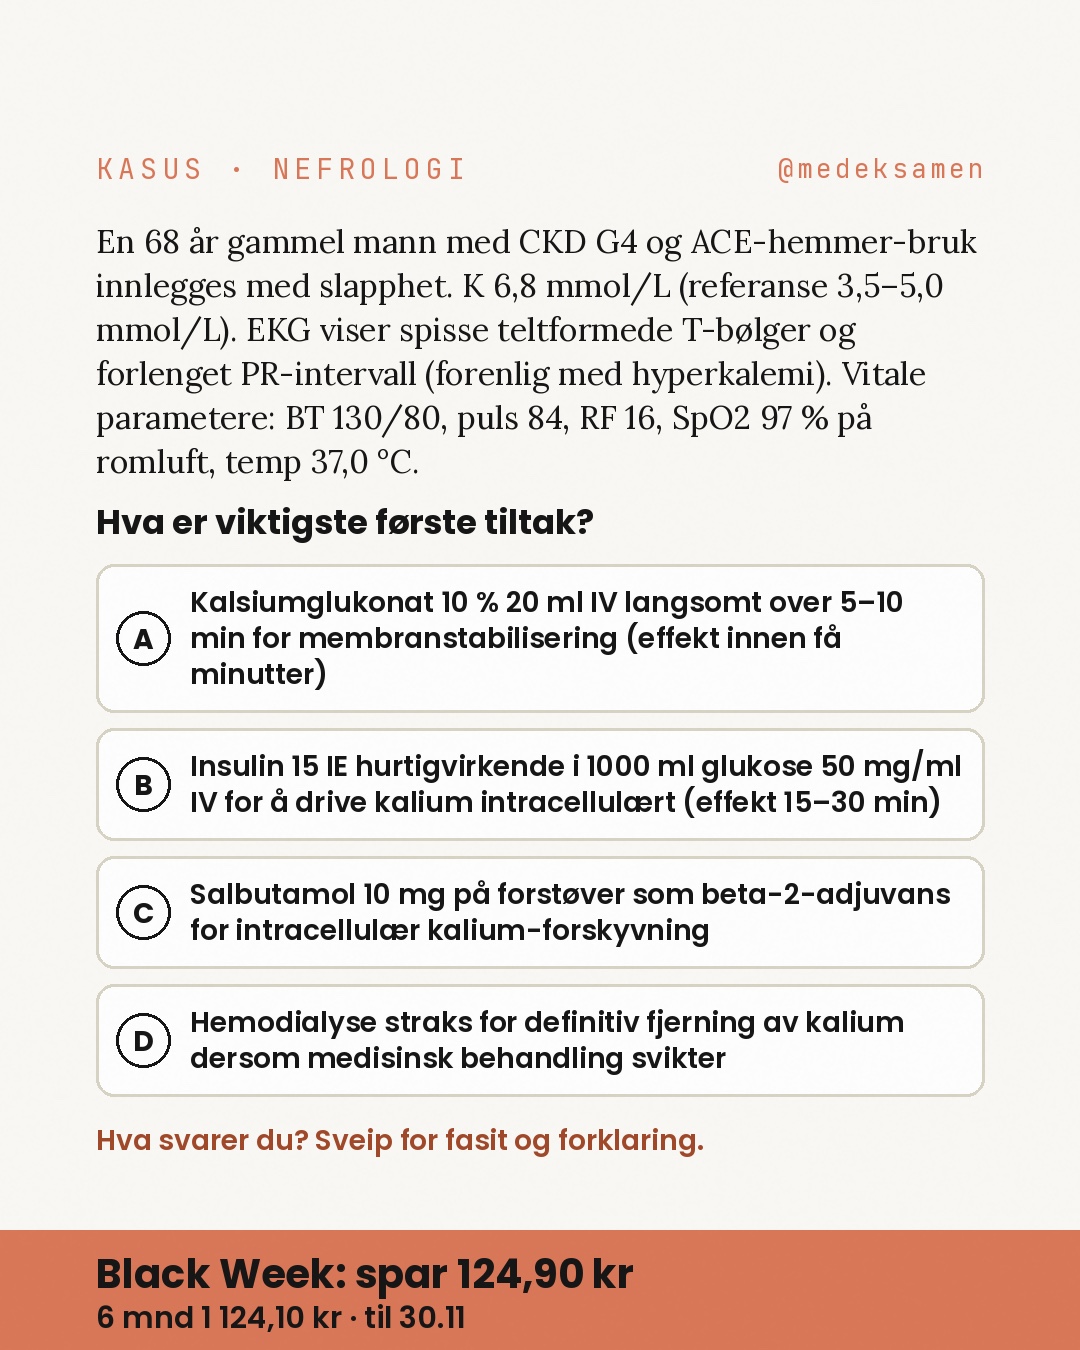 KASUS · NEFROLOGI
@medeksamen
En 68 år gammel mann med CKD G4 og ACE-hemmer-bruk
innlegges med slapphet. K 6,8 mmol/L (referanse 3,5–5,0
mmol/L). EKG viser spisse teltformede T-bølger og
forlenget PR-intervall (forenlig med hyperkalemi). Vitale
parametere: BT 130/80, puls 84, RF 16, SpO2 97 % på
romluft, temp 37,0 °C.
Hva er viktigste første tiltak?
A
Kalsiumglukonat 10 % 20 ml IV langsomt over 5–10
min for membranstabilisering (effekt innen få
minutter)
B
Insulin 15 IE hurtigvirkende i 1000 ml glukose 50 mg/ml
IV for å drive kalium intracellulært (effekt 15–30 min)
C
Salbutamol 10 mg på forstøver som beta-2-adjuvans
for intracellulær kalium-forskyvning
D
Hemodialyse straks for definitiv fjerning av kalium
dersom medisinsk behandling svikter
Hva svarer du? Sveip for fasit og forklaring.
Black Week: spar 124,90 kr
6 mnd 1 124,10 kr · til 30.11